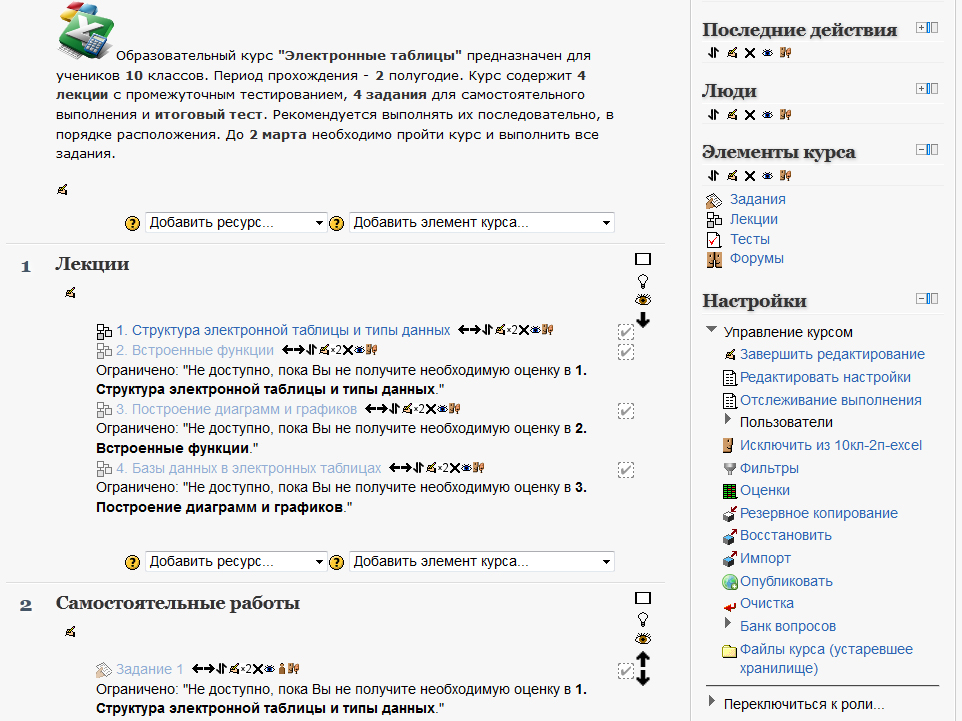 Образовательный курс "Электронные таблицы" предназначен для
учеников 10 классов. Период прохождения - 2 полугодие. Курс содержит 4
лекции с промежуточным тестированием, 4 задания для самостоятельного
выполнения и итоговый тест. Рекомендуется выполнять их последовательно, в
порядке расположения. До 2 марта необходимо пройти курс и выполнить все
задания.
Добавить ресурс... Добавить элемент курса...
1 Лекции
1. Структура электронной таблицы и типы данных ×2
2. Встроенные функции ×2
Ограничено: "Не доступно, пока Вы не получите необходимую оценку в 1.
Структура электронной таблицы и типы данных."
3. Построение диаграмм и графиков ×2
Ограничено: "Не доступно, пока Вы не получите необходимую оценку в 2.
Встроенные функции."
4. Базы данных в электронных таблицах ×2
Ограничено: "Не доступно, пока Вы не получите необходимую оценку в 3.
Построение диаграмм и графиков."
Добавить ресурс... Добавить элемент курса...
2 Самостоятельные работы
Задание 1 ×2
Ограничено: "Не доступно, пока Вы не получите необходимую оценку в 1.
Структура электронной таблицы и типы данных."
Последние действия
Люди
Элементы курса
Задания
Лекции
Тесты
Форумы
Настройки
Управление курсом
Завершить редактирование
Редактировать настройки
Отслеживание выполнения
Пользователи
Исключить из 10кл-2п-excel
Фильтры
Оценки
Резервное копирование
Восстановить
Импорт
Опубликовать
Очистка
Банк вопросов
Файлы курса (устаревшее
хранилище)
Переключиться к роли...